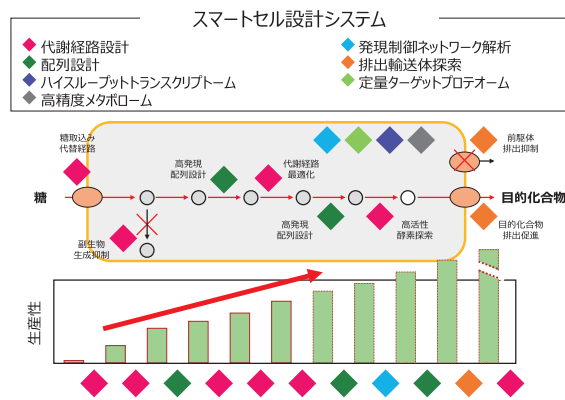 スマートセル設計システム
代謝経路設計
配列設計
ハイスループットトランスクリプトーム
高精度メタボローム
発現制御ネットワーク解析
排出輸送体探索
定量ターゲットプロテオーム
糖取込み
代替経路
高発現
配列設計
代謝経路
最適化
前駆体
排出抑制
糖
目的化合物
副生物
生成抑制
高発現
配列設計
高活性
酵素探索
目的化合物
排出促進
生産性